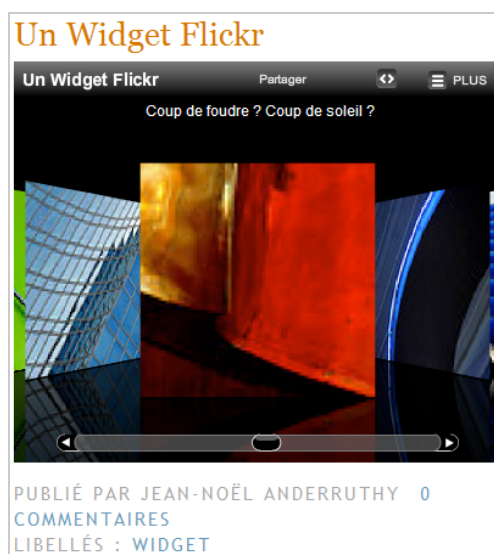 Un Widget Flickr
Un Widget Flickr Partager <> PLUS
Coup de foudre ? Coup de soleil ?
PUBLIÉ PAR JEAN-NOËL ANDERRUTHY 0
COMMENTAIRES
LIBELLÉS : WIDGET